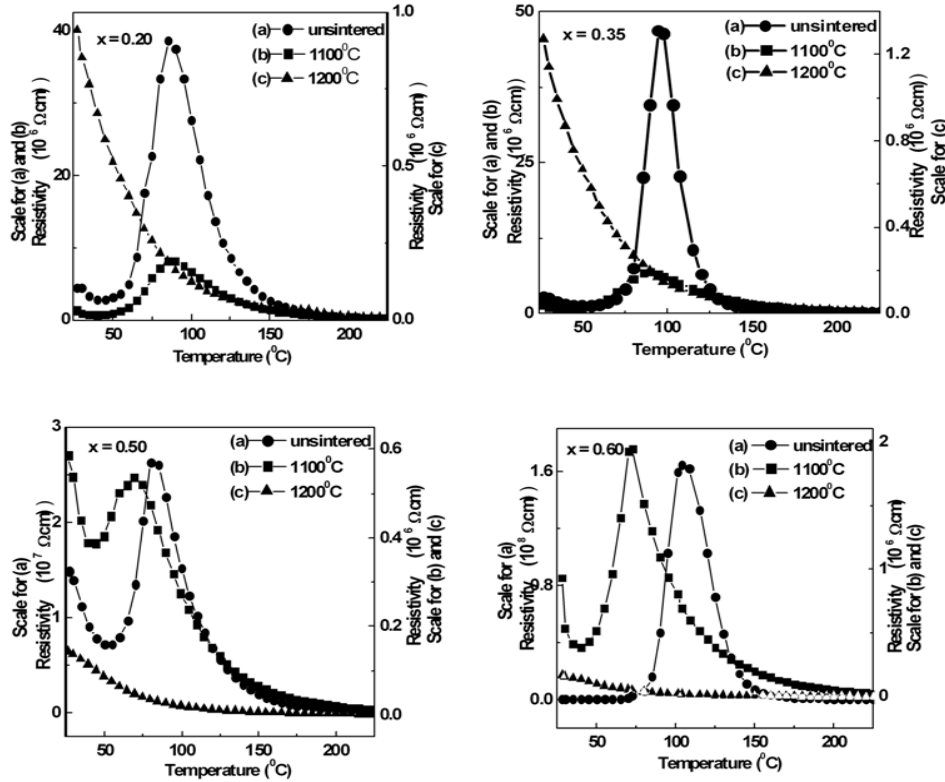 x = 0.20
(a) unsintered
(b) 1100⁰C
(c) 1200⁰C
Scale for (a) and (b)
Resistivity (10⁶ Ωcm)
40
20
0
50 100 150 200
Temperature (⁰C)
1.0
0.5
0.0
Resistivity (10⁶ Ωcm)
Scale for (c)
x = 0.35
(a) unsintered
(b) 1100⁰C
(c) 1200⁰C
Scale for (a) and (b)
Resistivity (10⁶ Ωcm)
50
25
0
50 100 150 200
Temperature (⁰C)
1.2
0.8
0.4
0.0
Resistivity (10⁶ Ωcm)
Scale for (c)
x = 0.50
(a) unsintered
(b) 1100⁰C
(c) 1200⁰C
Scale for (a)
Resistivity (10⁷ Ωcm)
3
2
1
0
50 100 150 200
Temperature (⁰C)
0.6
0.4
0.2
0.0
Resistivity (10⁶ Ωcm)
Scale for (b) and (c)
x = 0.60
(a) unsintered
(b) 1100⁰C
(c) 1200⁰C
Scale for (a)
Resistivity (10⁸ Ωcm)
1.6
0.8
0.0
50 100 150 200
Temperature (⁰C)
2
1
0
Resistivity (10⁶ Ωcm)
Scale for (b) and (c)